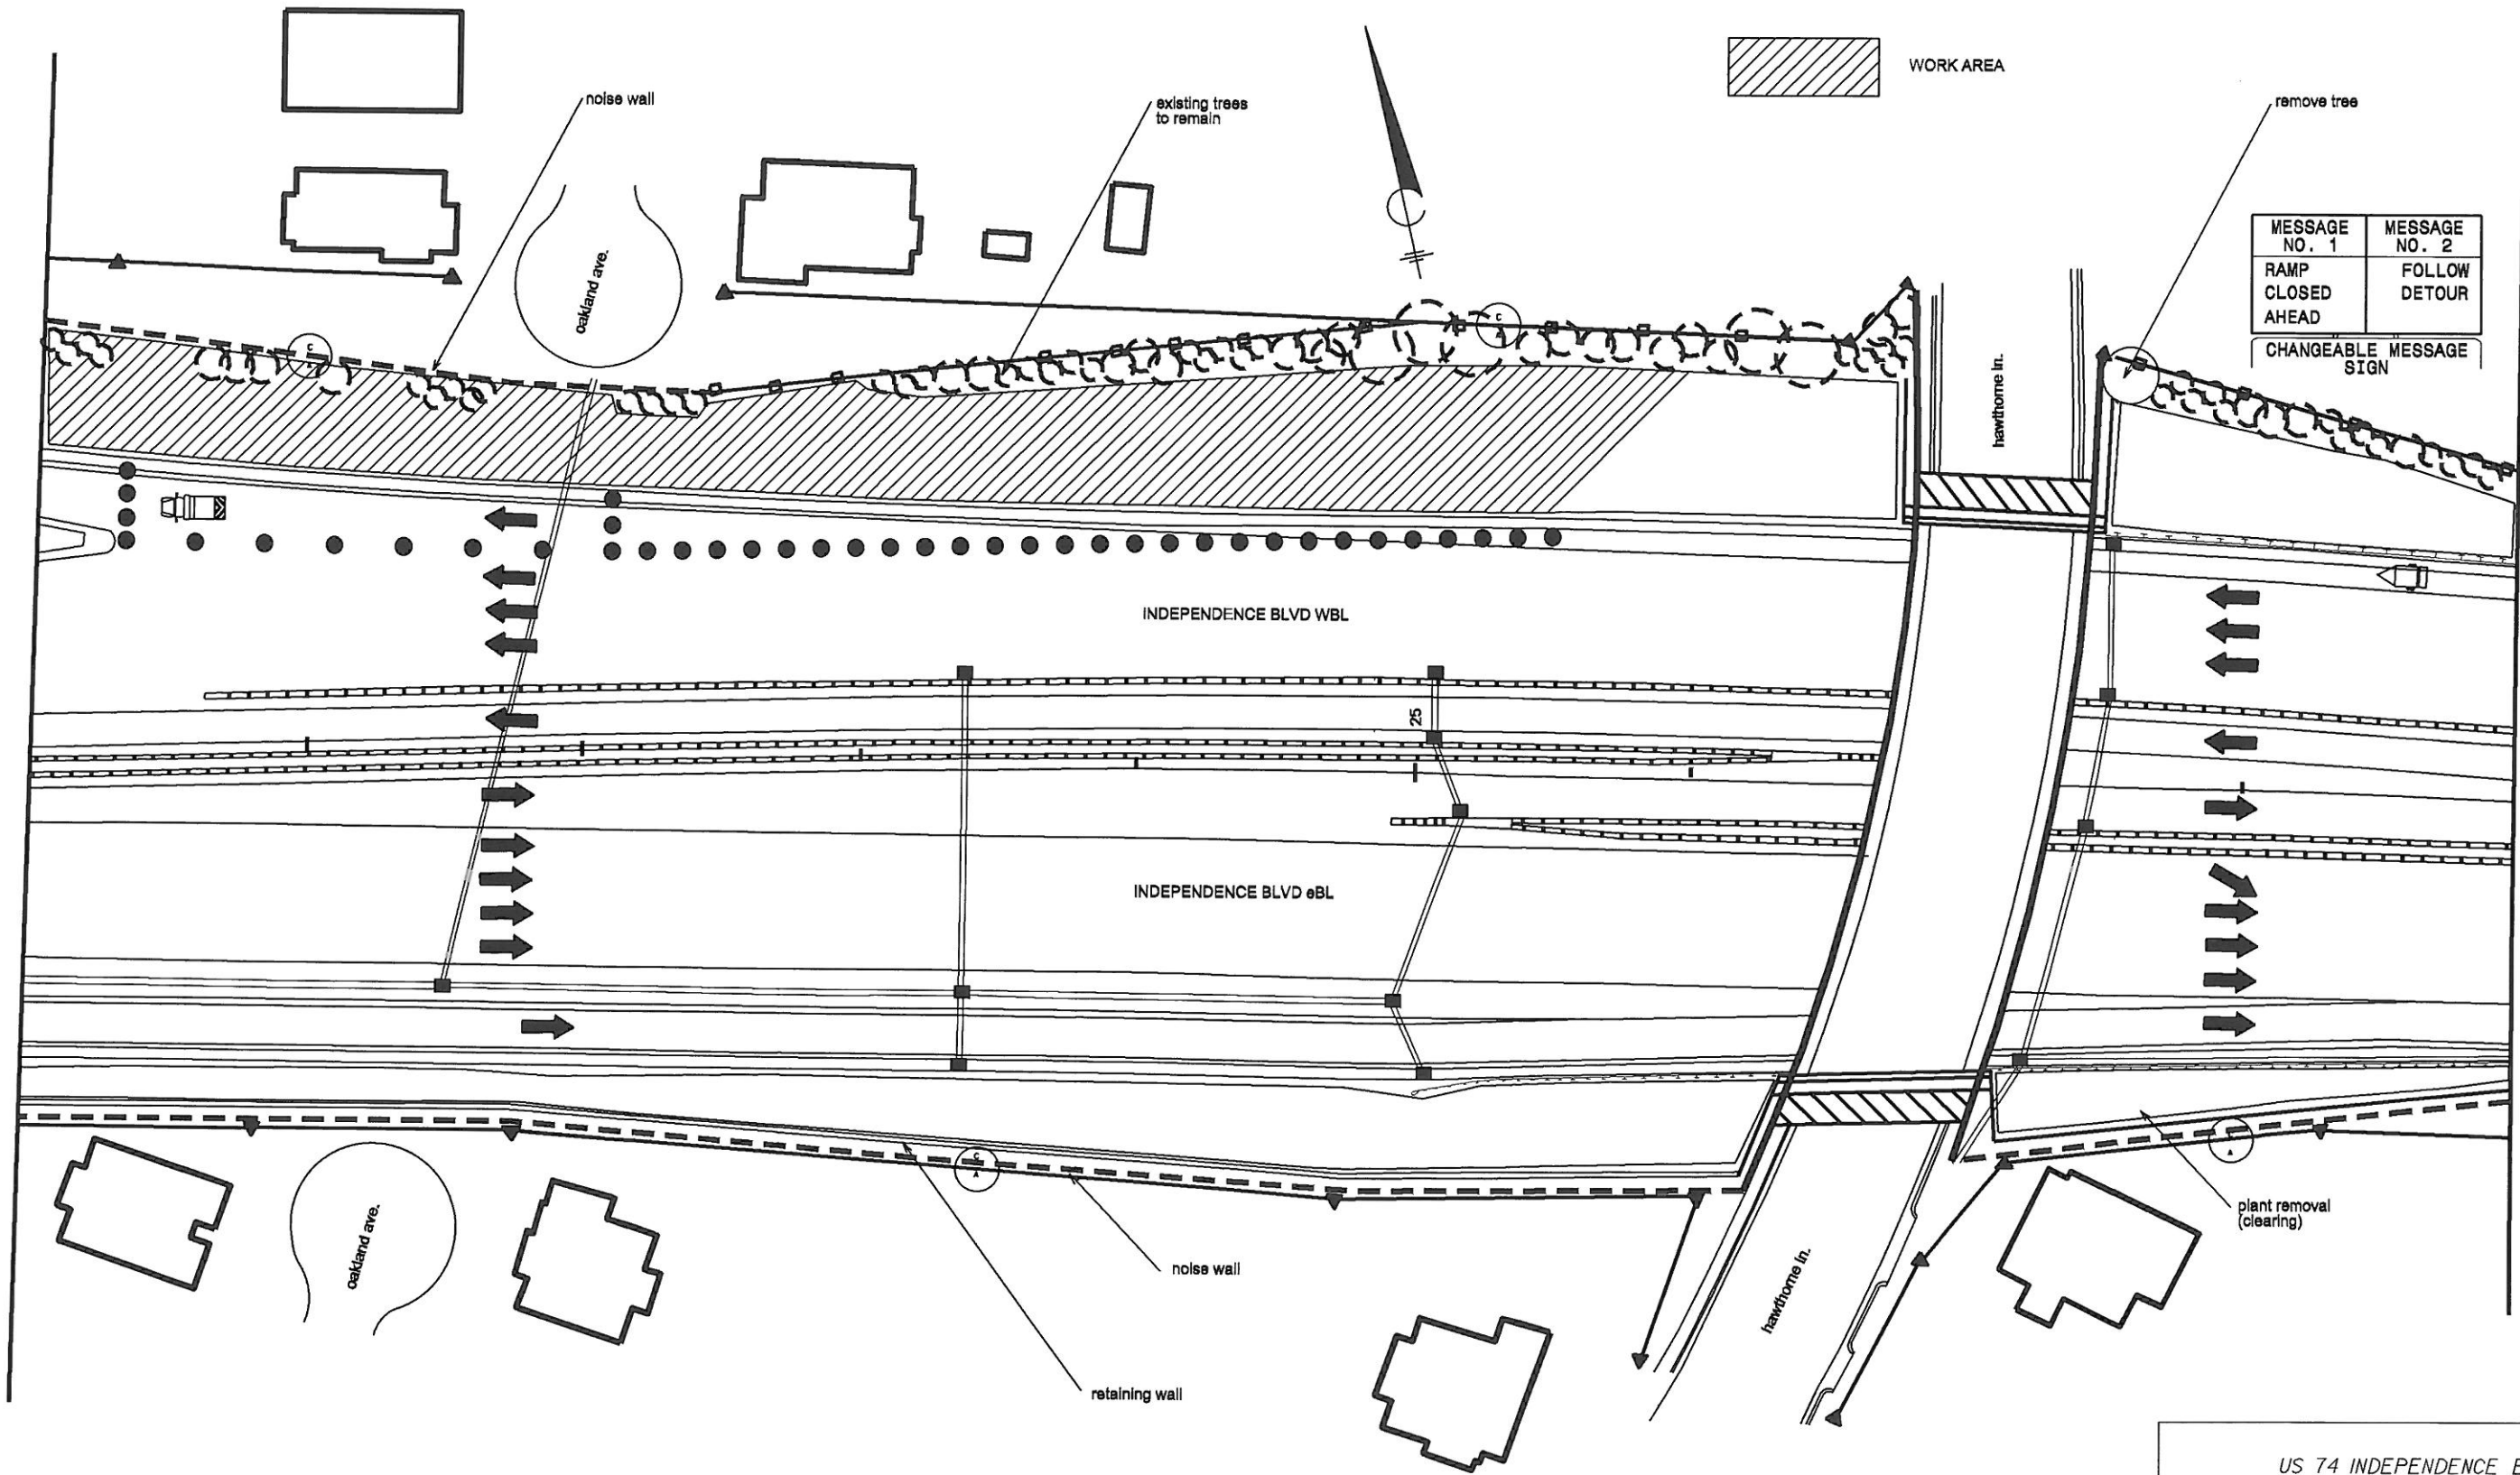 WORK AREA
noise wall
existing trees
to remain
remove tree
MESSAGE NO. 1
MESSAGE NO. 2
RAMP
CLOSED
AHEAD
FOLLOW
DETOUR
CHANGEABLE MESSAGE
SIGN
oakland ave.
C
A
C
A
hawthorne ln.
INDEPENDENCE BLVD WBL
25
INDEPENDENCE BLVD eBL
C
A
A
oakland ave.
noise wall
retaining wall
hawthorne ln.
plant removal
(clearing)
US 74 INDEPENDENCE